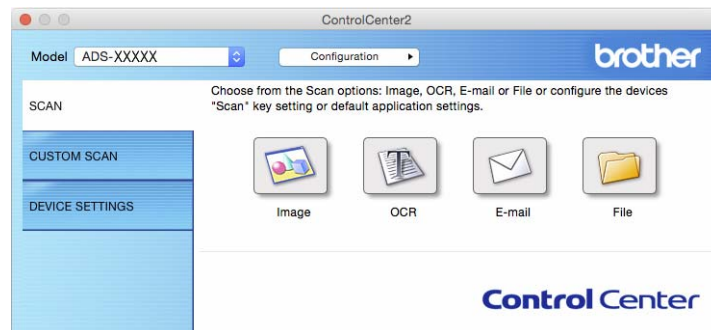 ControlCenter2
Model ADS-XXXXX Configuration
brother
SCAN
Choose from the Scan options: Image, OCR, E-mail or File or configure the devices
"Scan" key setting or default application settings.
CUSTOM SCAN
DEVICE SETTINGS
Image OCR E-mail File
Control Center